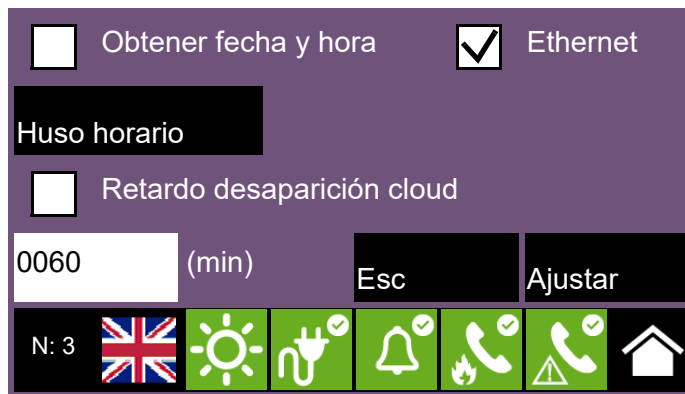 Obtener fecha y hora Ethernet
Huso horario
Retardo desaparición cloud
0060 (min) Esc Ajustar
N: 3